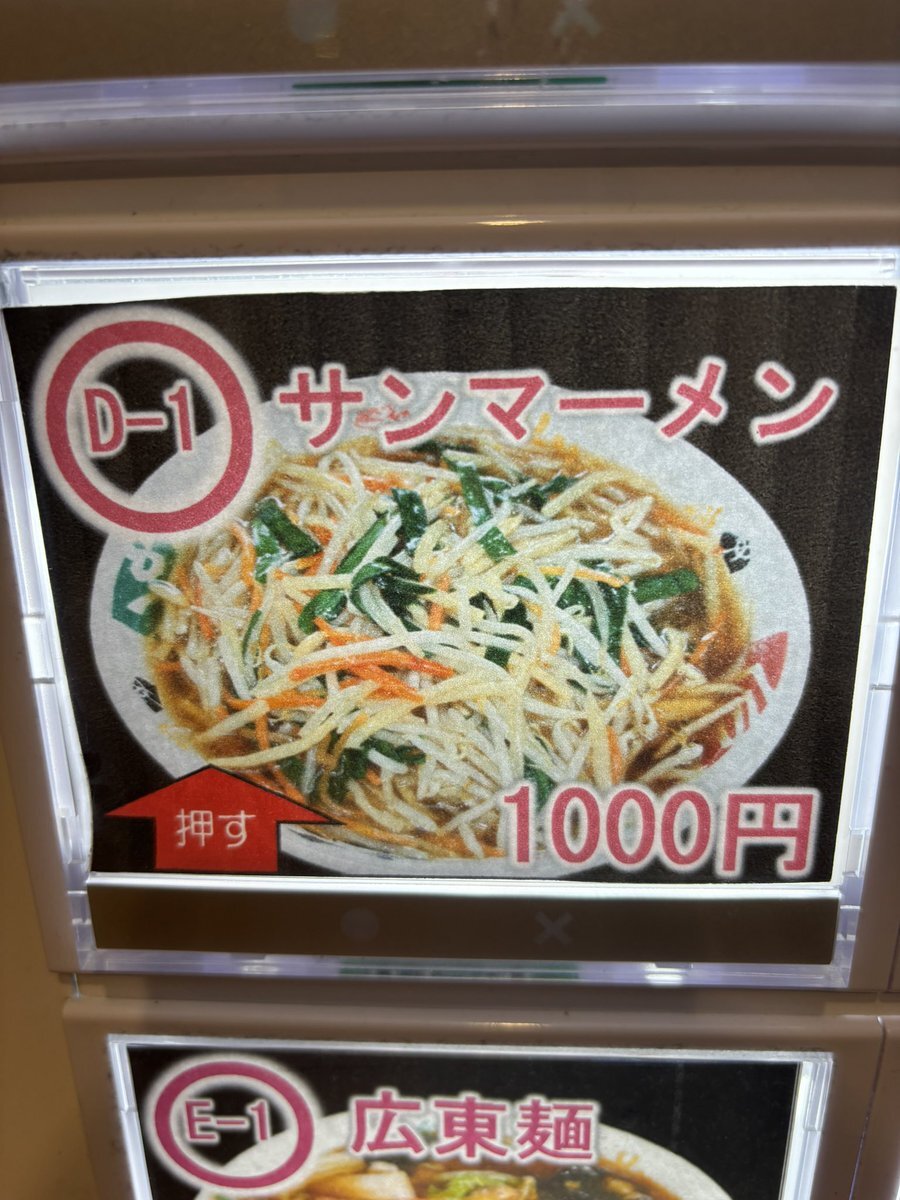 D-1
サンマーメン
押す
1000円
E-1
広東麺